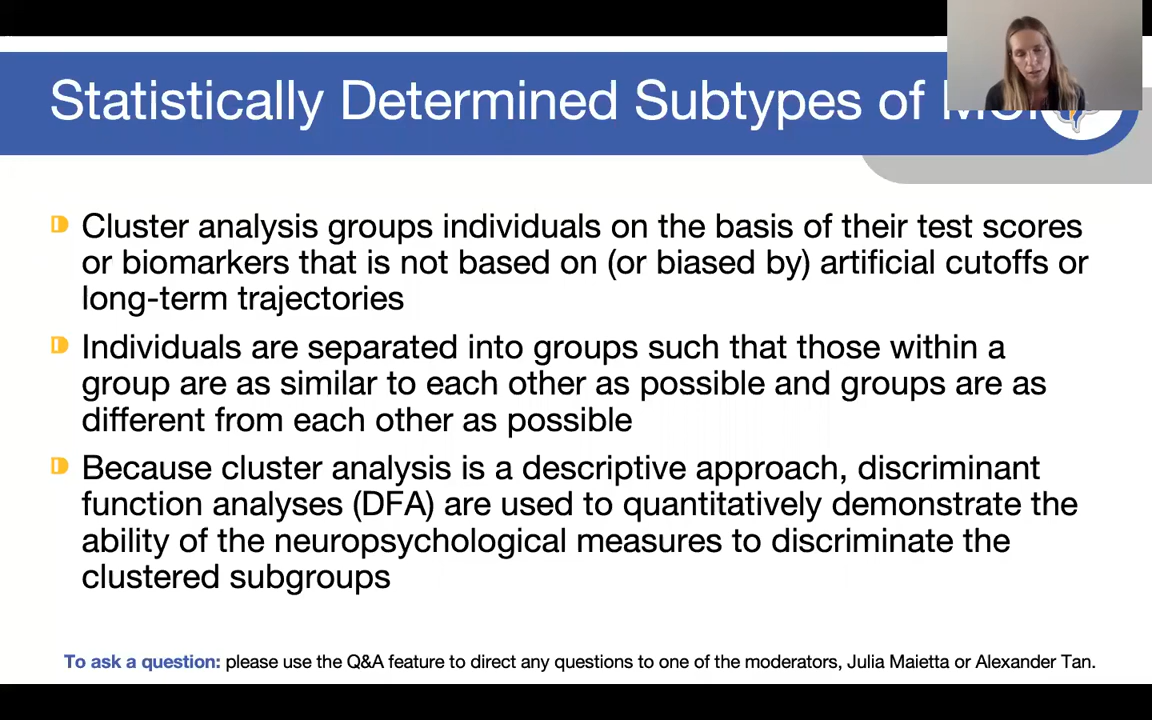 Statistically Determined Subtypes of
Cluster analysis groups individuals on the basis of their test scores
or biomarkers that is not based on (or biased by) artificial cutoffs or
long-term trajectories
Individuals are separated into groups such that those within a
group are as similar to each other as possible and groups are as
different from each other as possible
Because cluster analysis is a descriptive approach, discriminant
function analyses (DFA) are used to quantitatively demonstrate the
ability of the neuropsychological measures to discriminate the
clustered subgroups
To ask a question: please use the Q&A feature to direct any questions to one of the moderators, Julia Maietta or Alexander Tan.